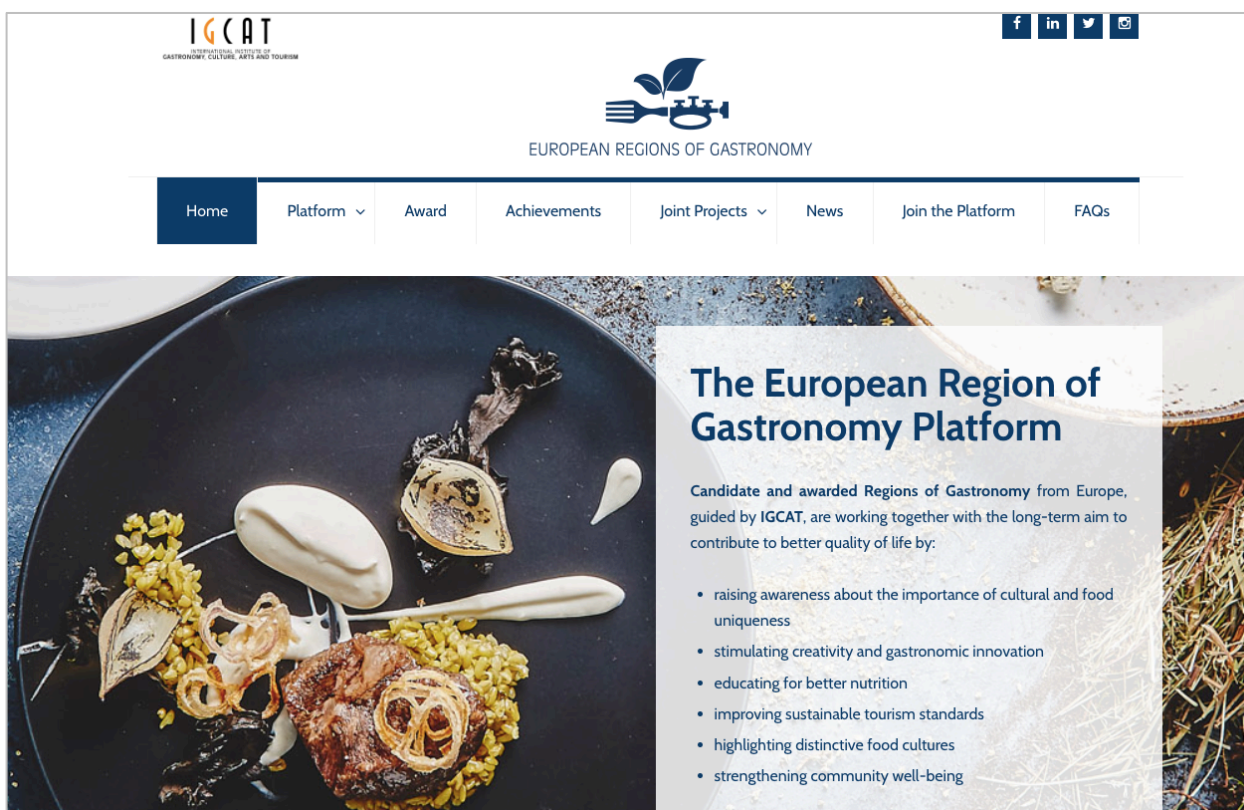 IGCAT
INTERNATIONAL INSTITUTE OF
GASTRONOMY, CULTURE, ARTS AND TOURISM
EUROPEAN REGIONS OF GASTRONOMY
Home
Platform
Award
Achievements
Joint Projects
News
Join the Platform
FAQs
The European Region of
Gastronomy Platform
Candidate and awarded Regions of Gastronomy from Europe,
guided by IGCAT, are working together with the long-term aim to
contribute to better quality of life by:
• raising awareness about the importance of cultural and food
uniqueness
• stimulating creativity and gastronomic innovation
• educating for better nutrition
• improving sustainable tourism standards
• highlighting distinctive food cultures
• strengthening community well-being